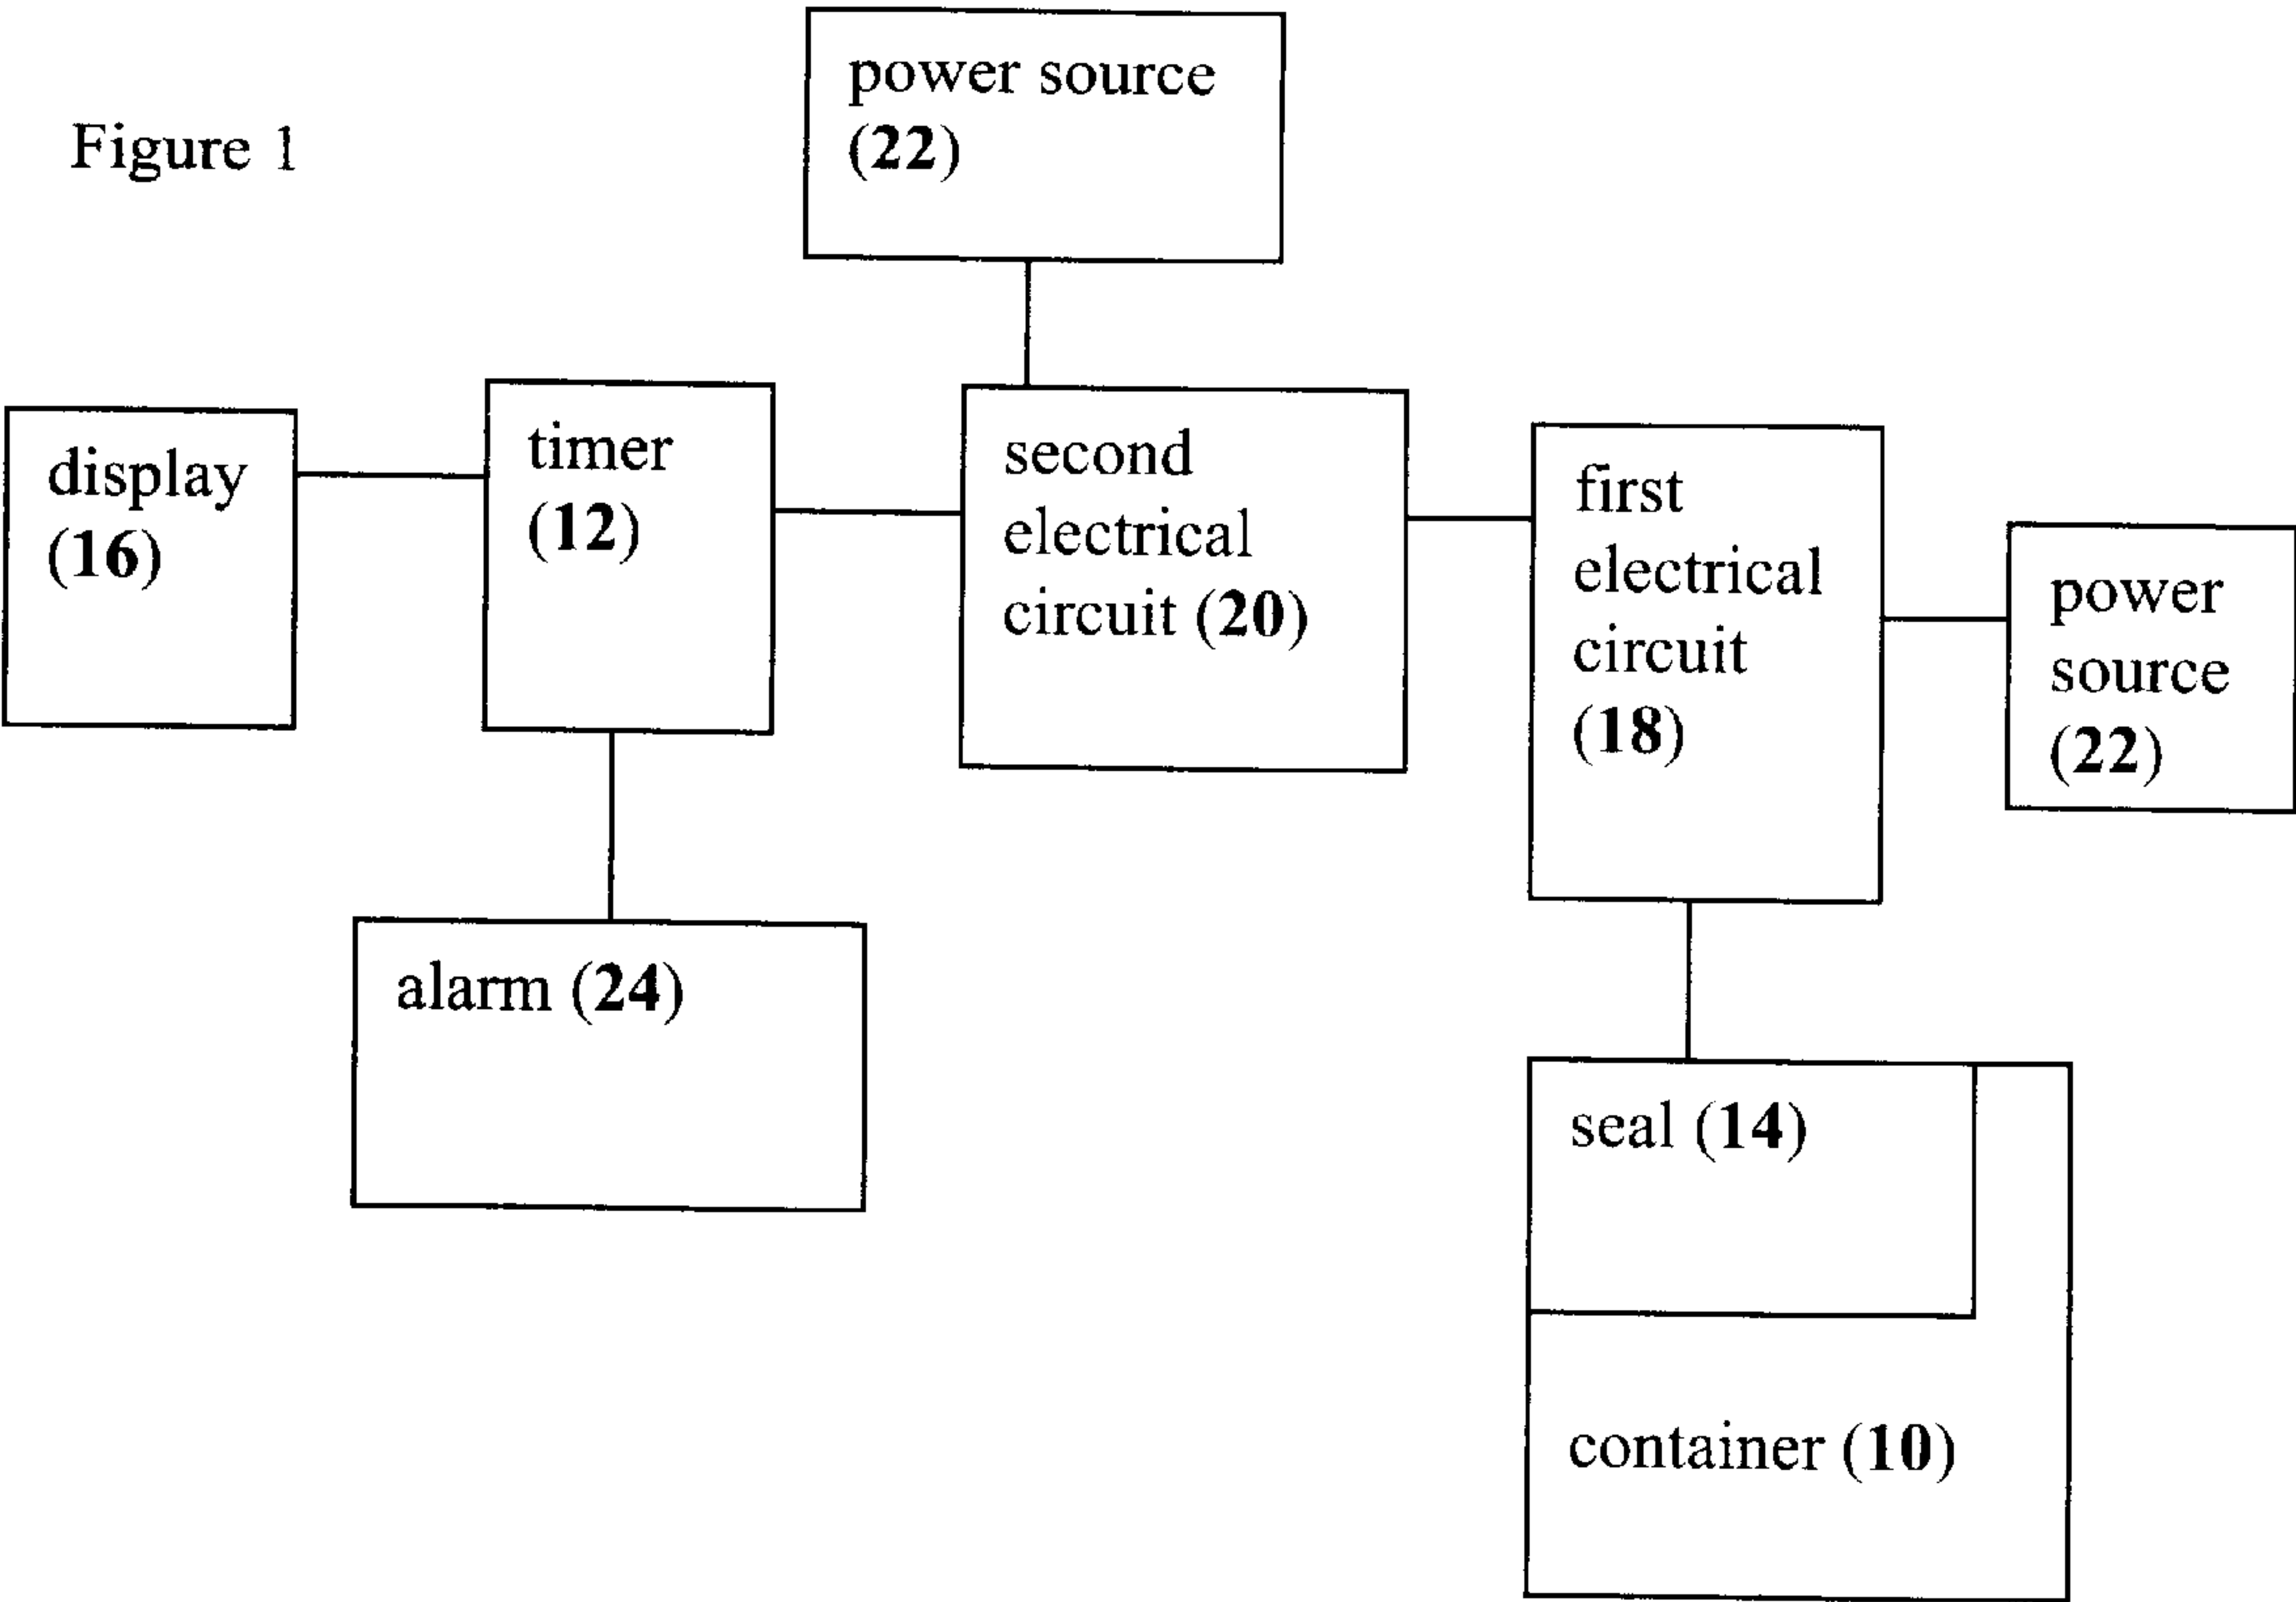 Figure 1
power source
(22)
display
(16)
timer
(12)
second
electrical
circuit (20)
first
electrical
circuit
(18)
power
source
(22)
alarm (24)
seal (14)
container (10)